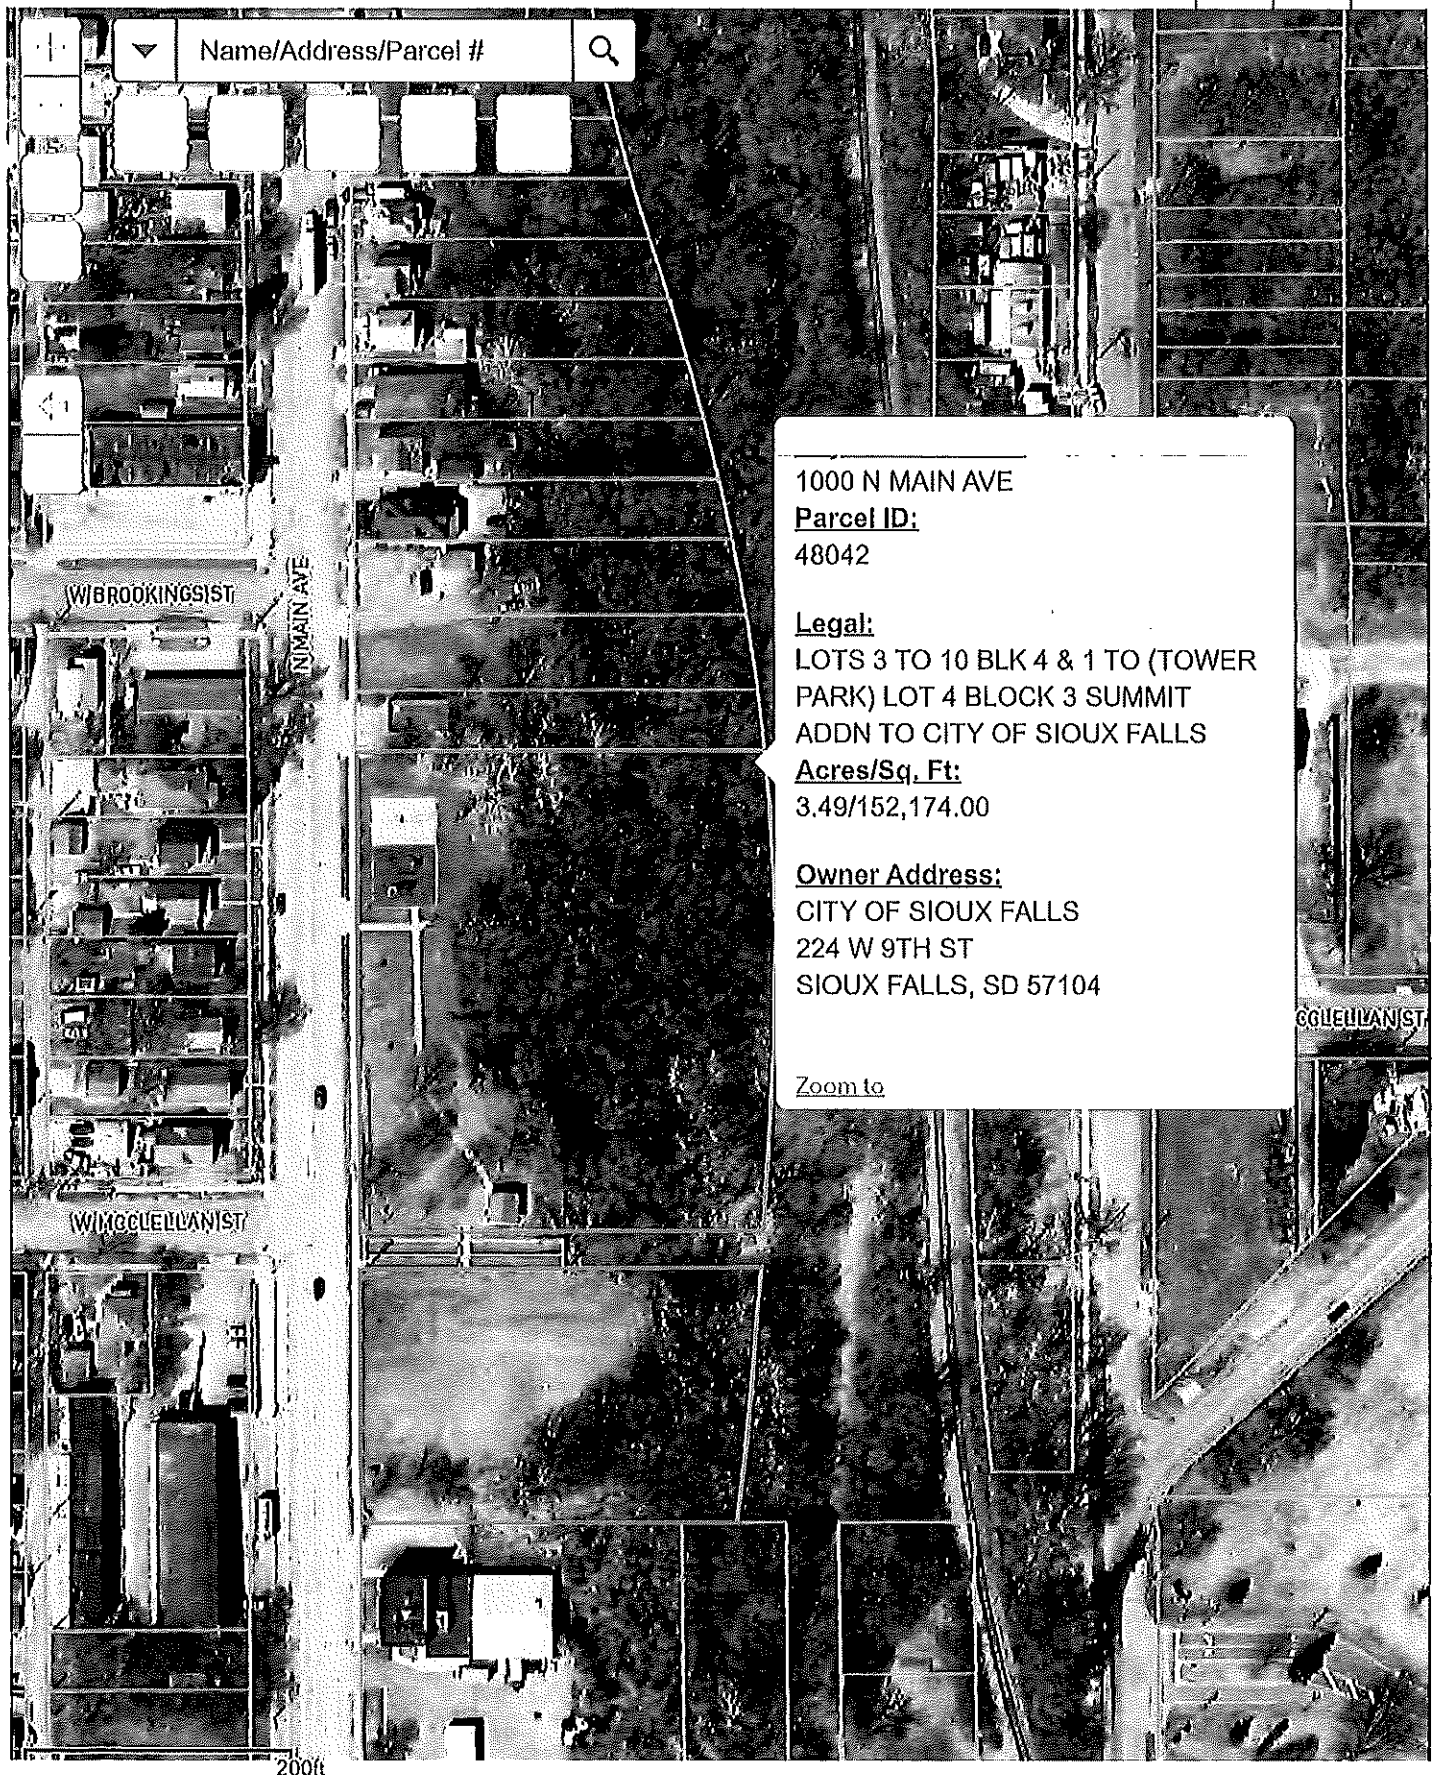 Name/Address/Parcel #
1000 N MAIN AVE
Parcel ID:
48042
Legal:
LOTS 3 TO 10 BLK 4 & 1 TO (TOWER
PARK) LOT 4 BLOCK 3 SUMMIT
ADDN TO CITY OF SIOUX FALLS
Acres/Sq. Ft:
3.49/152,174.00
Owner Address:
CITY OF SIOUX FALLS
224 W 9TH ST
SIOUX FALLS, SD 57104
Zoom to
W BROOKINGS ST
N MAIN AVE
CCLELLAN ST
W MCCLELLAN ST
200ft